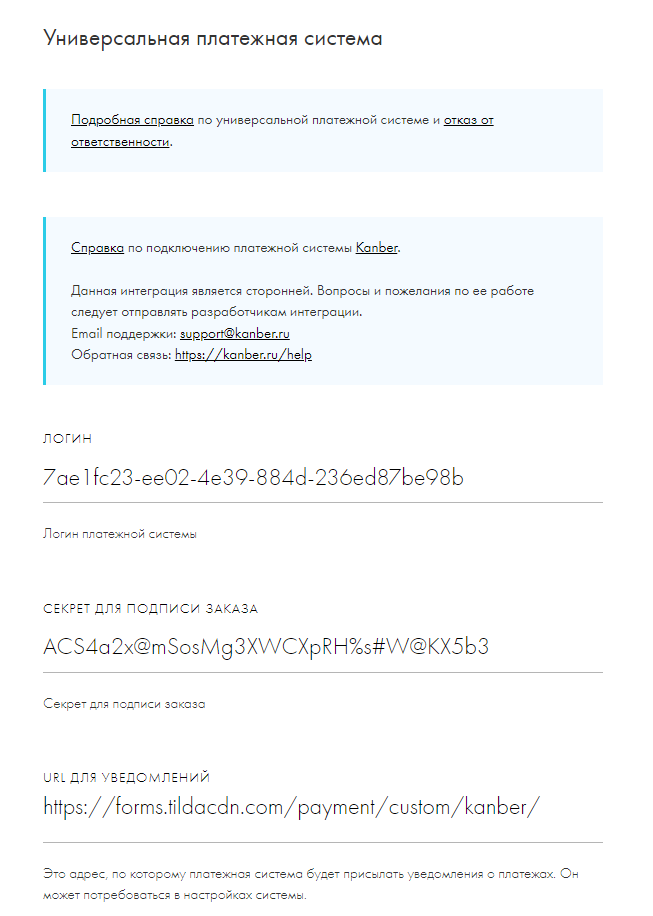 Универсальная платежная система
Подробная справка по универсальной платежной системе и отказ от
ответственности.
Справка по подключению платежной системы Kanber.
Данная интеграция является сторонней. Вопросы и пожелания по ее работе
следует отправлять разработчикам интеграции.
Email поддержки: support@kanber.ru
Обратная связь: https://kanber.ru/help
ЛОГИН
7ae1fc23-ee02-4e39-884d-236ed87be98b
Логин платежной системы
СЕКРЕТ ДЛЯ ПОДПИСИ ЗАКАЗА
ACS4a2x@mSosMg3XWCXpRH%s#W@KX5b3
Секрет для подписи заказа
URL ДЛЯ УВЕДОМЛЕНИЙ
https://forms.tildacdn.com/payment/custom/kanber/
Это адрес, по которому платежная система будет присылать уведомления о платежах. Он
может потребоваться в настройках системы.